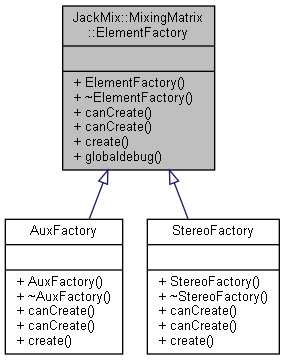 JackMix::MixingMatrix
::ElementFactory
+ ElementFactory()
+ ~ElementFactory()
+ canCreate()
+ canCreate()
+ create()
+ globaldebug()
AuxFactory
+ AuxFactory()
+ ~AuxFactory()
+ canCreate()
+ canCreate()
+ create()
StereoFactory
+ StereoFactory()
+ ~StereoFactory()
+ canCreate()
+ canCreate()
+ create()